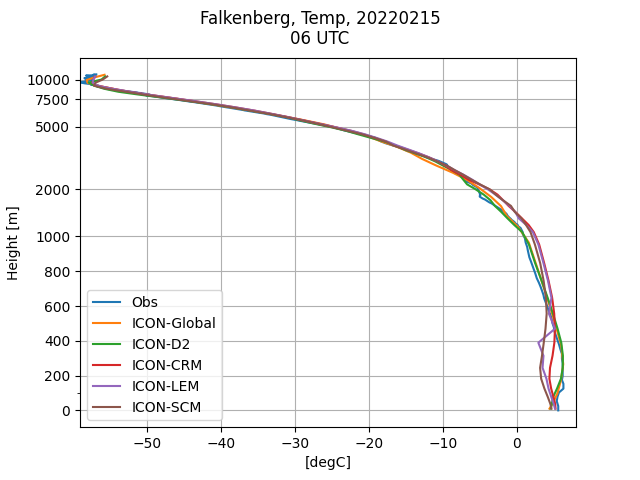 Falkenberg, Temp, 20220215
06 UTC
10000
7500
5000
2000
1000
800
600
400
200
0
Height [m]
Obs
ICON-Global
ICON-D2
ICON-CRM
ICON-LEM
ICON-SCM
−50 −40 −30 −20 −10 0
[degC]